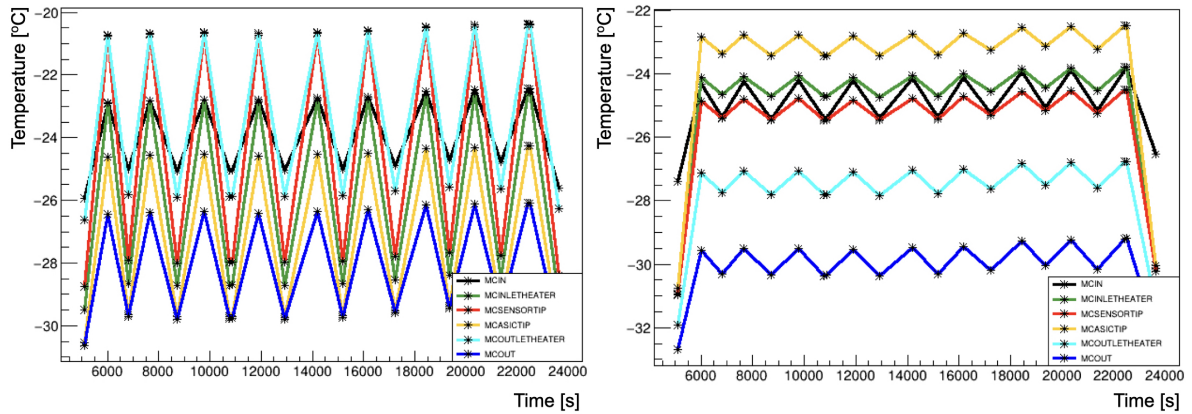 Temperature [°C]
−20
−22
−24
−26
−28
−30
MCIN
MCINLETHEATER
MCSENSORTIP
MCASICTIP
MCOUTLETHEATER
MCOUT
6000 8000 10000 12000 14000 16000 18000 20000 22000 24000
Time [s]
Temperature [°C]
−22
−24
−26
−28
−30
−32
MCIN
MCINLETHEATER
MCSENSORTIP
MCASICTIP
MCOUTLETHEATER
MCOUT
6000 8000 10000 12000 14000 16000 18000 20000 22000 24000
Time [s]